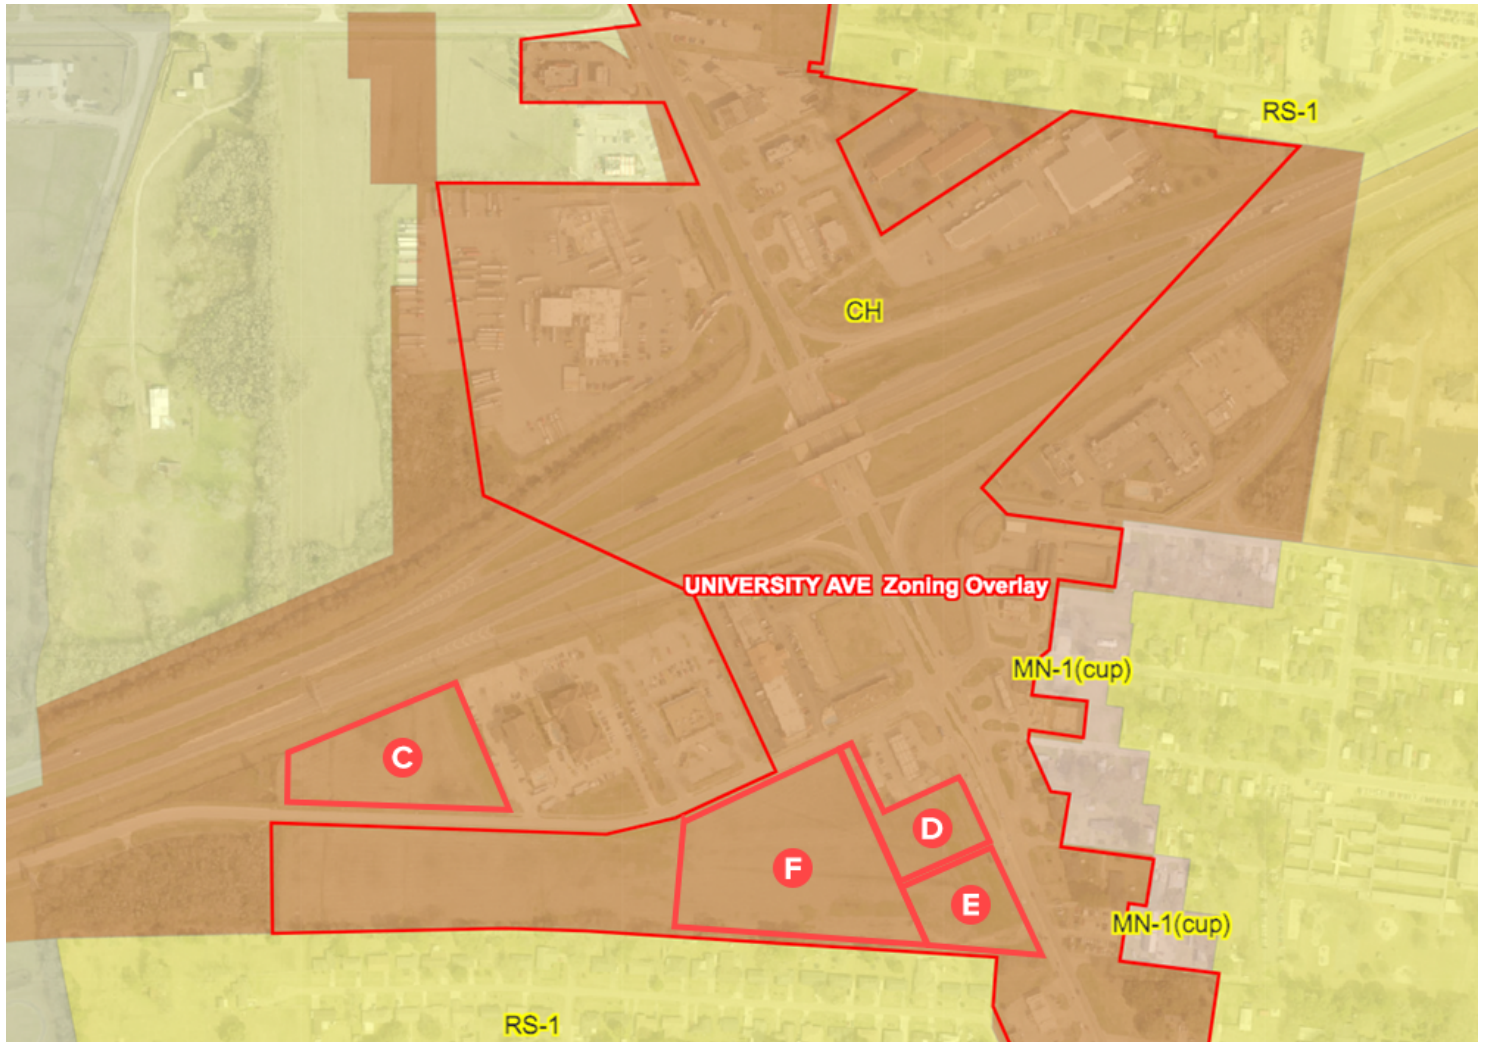 RS-1
CH
UNIVERSITY AVE Zoning Overlay
MN-1(cup)
C
D
F
E
MN-1(cup)
RS-1